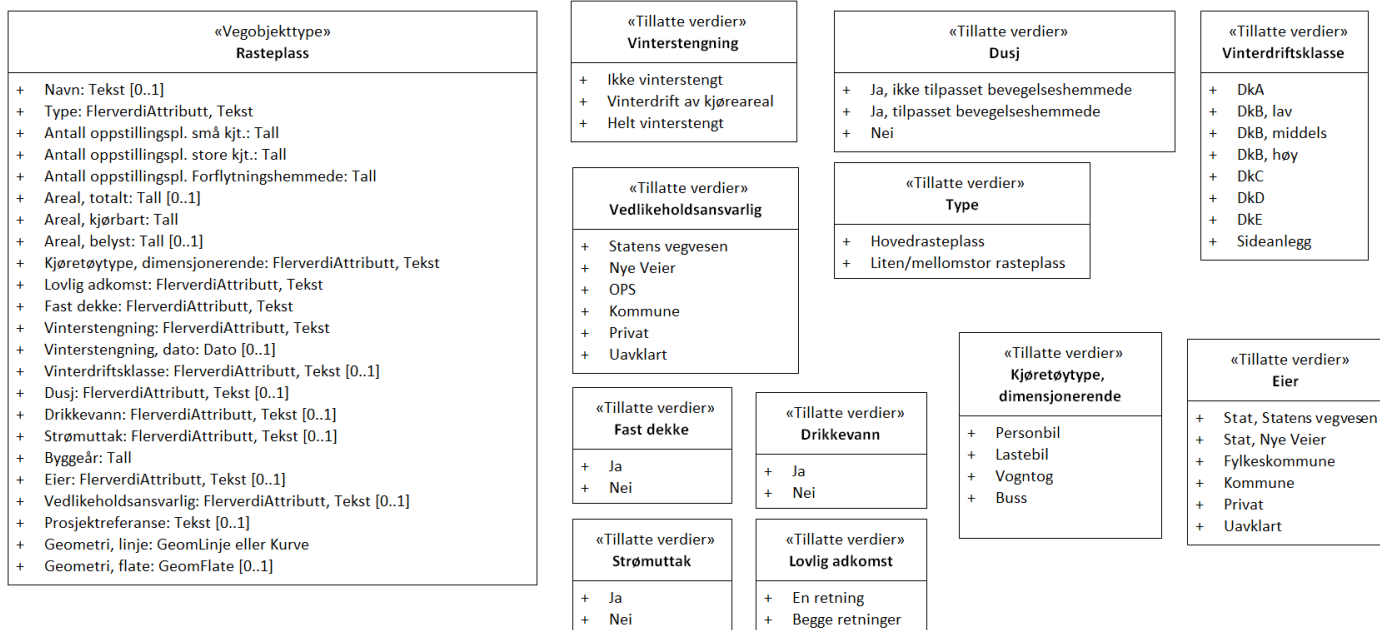 «Vegobjekttype»
Rasteplass
+ Navn: Tekst [0..1]
+ Type: FlerverdiAttributt, Tekst
+ Antall oppstillingspl. små kjt.: Tall
+ Antall oppstillingspl. store kjt.: Tall
+ Antall oppstillingspl. Forflytningshemmede: Tall
+ Areal, totalt: Tall [0..1]
+ Areal, kjørbart: Tall
+ Areal, belyst: Tall [0..1]
+ Kjøretøytype, dimensjonerende: FlerverdiAttributt, Tekst
+ Lovlig adkomst: FlerverdiAttributt, Tekst
+ Fast dekke: FlerverdiAttributt, Tekst
+ Vinterstengning: FlerverdiAttributt, Tekst
+ Vinterstengning, dato: Dato [0..1]
+ Vinterdriftsklasse: FlerverdiAttributt, Tekst [0..1]
+ Dusj: FlerverdiAttributt, Tekst [0..1]
+ Drikkevann: FlerverdiAttributt, Tekst [0..1]
+ Strømuttak: FlerverdiAttributt, Tekst [0..1]
+ Byggeår: Tall
+ Eier: FlerverdiAttributt, Tekst [0..1]
+ Vedlikeholdsansvarlig: FlerverdiAttributt, Tekst [0..1]
+ Prosjektreferanse: Tekst [0..1]
+ Geometri, linje: GeomLinje eller Kurve
+ Geometri, flate: GeomFlate [0..1]
«Tillatte verdier»
Vinterstengning
+ Ikke vinterstengt
+ Vinterdrift av kjøreareal
+ Helt vinterstengt
«Tillatte verdier»
Dusj
+ Ja, ikke tilpasset bevegelseshemmede
+ Ja, tilpasset bevegelseshemmede
+ Nei
«Tillatte verdier»
Vinterdriftsklasse
+ DkA
+ DkB, lav
+ DkB, middels
+ DkB, høy
+ DkC
+ DkD
+ DkE
+ Sideanlegg
«Tillatte verdier»
Vedlikeholdsansvarlig
+ Statens vegvesen
+ Nye Veier
+ OPS
+ Kommune
+ Privat
+ Uavklart
«Tillatte verdier»
Type
+ Hovedrasteplass
+ Liten/mellomstor rasteplass
«Tillatte verdier»
Kjøretøytype,
dimensjonerende
+ Personbil
+ Lastebil
+ Vogntog
+ Buss
«Tillatte verdier»
Eier
+ Stat, Statens vegvesen
+ Stat, Nye Veier
+ Fylkeskommune
+ Kommune
+ Privat
+ Uavklart
«Tillatte verdier»
Fast dekke
+ Ja
+ Nei
«Tillatte verdier»
Drikkevann
+ Ja
+ Nei
«Tillatte verdier»
Strømuttak
+ Ja
+ Nei
«Tillatte verdier»
Lovlig adkomst
+ En retning
+ Begge retninger